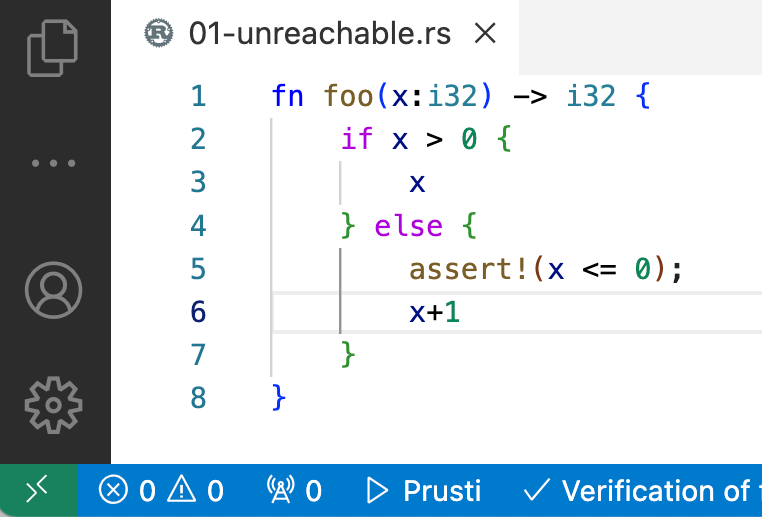 01-unreachable.rs
1 fn foo(x:i32) -> i32 {
2 if x > 0 {
3 x
4 } else {
5 assert!(x <= 0);
6 x+1
7 }
8 }
0 0 0 Prusti Verification of